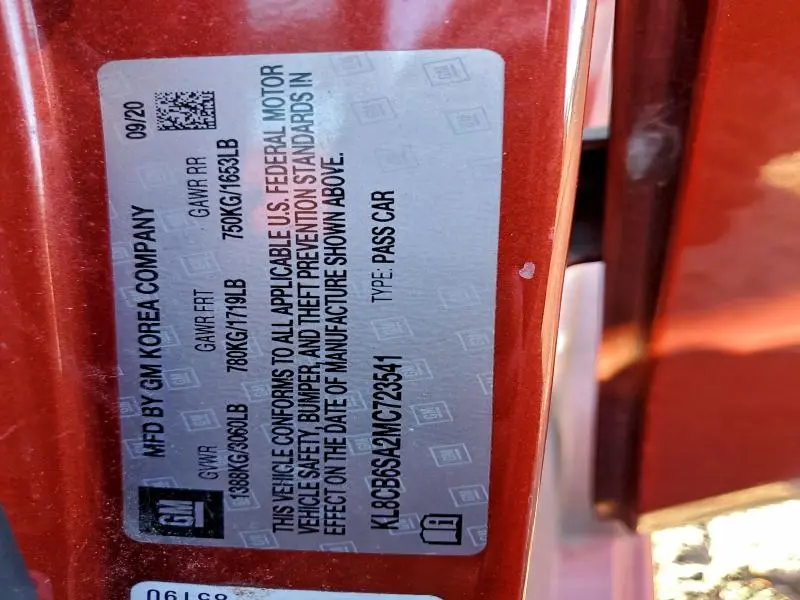 MFD BY GM KOREA COMPANY 09/20
GM
GVWR GAWR FRT GAWR RR
1388KG/3060LB 780KG/1719LB 750KG/1653LB
THIS VEHICLE CONFORMS TO ALL APPLICABLE U.S. FEDERAL MOTOR
VEHICLE SAFETY, BUMPER, AND THEFT PREVENTION STANDARDS IN
EFFECT ON THE DATE OF MANUFACTURE SHOWN ABOVE.
KL8CB6SA2MC723541 TYPE: PASS CAR